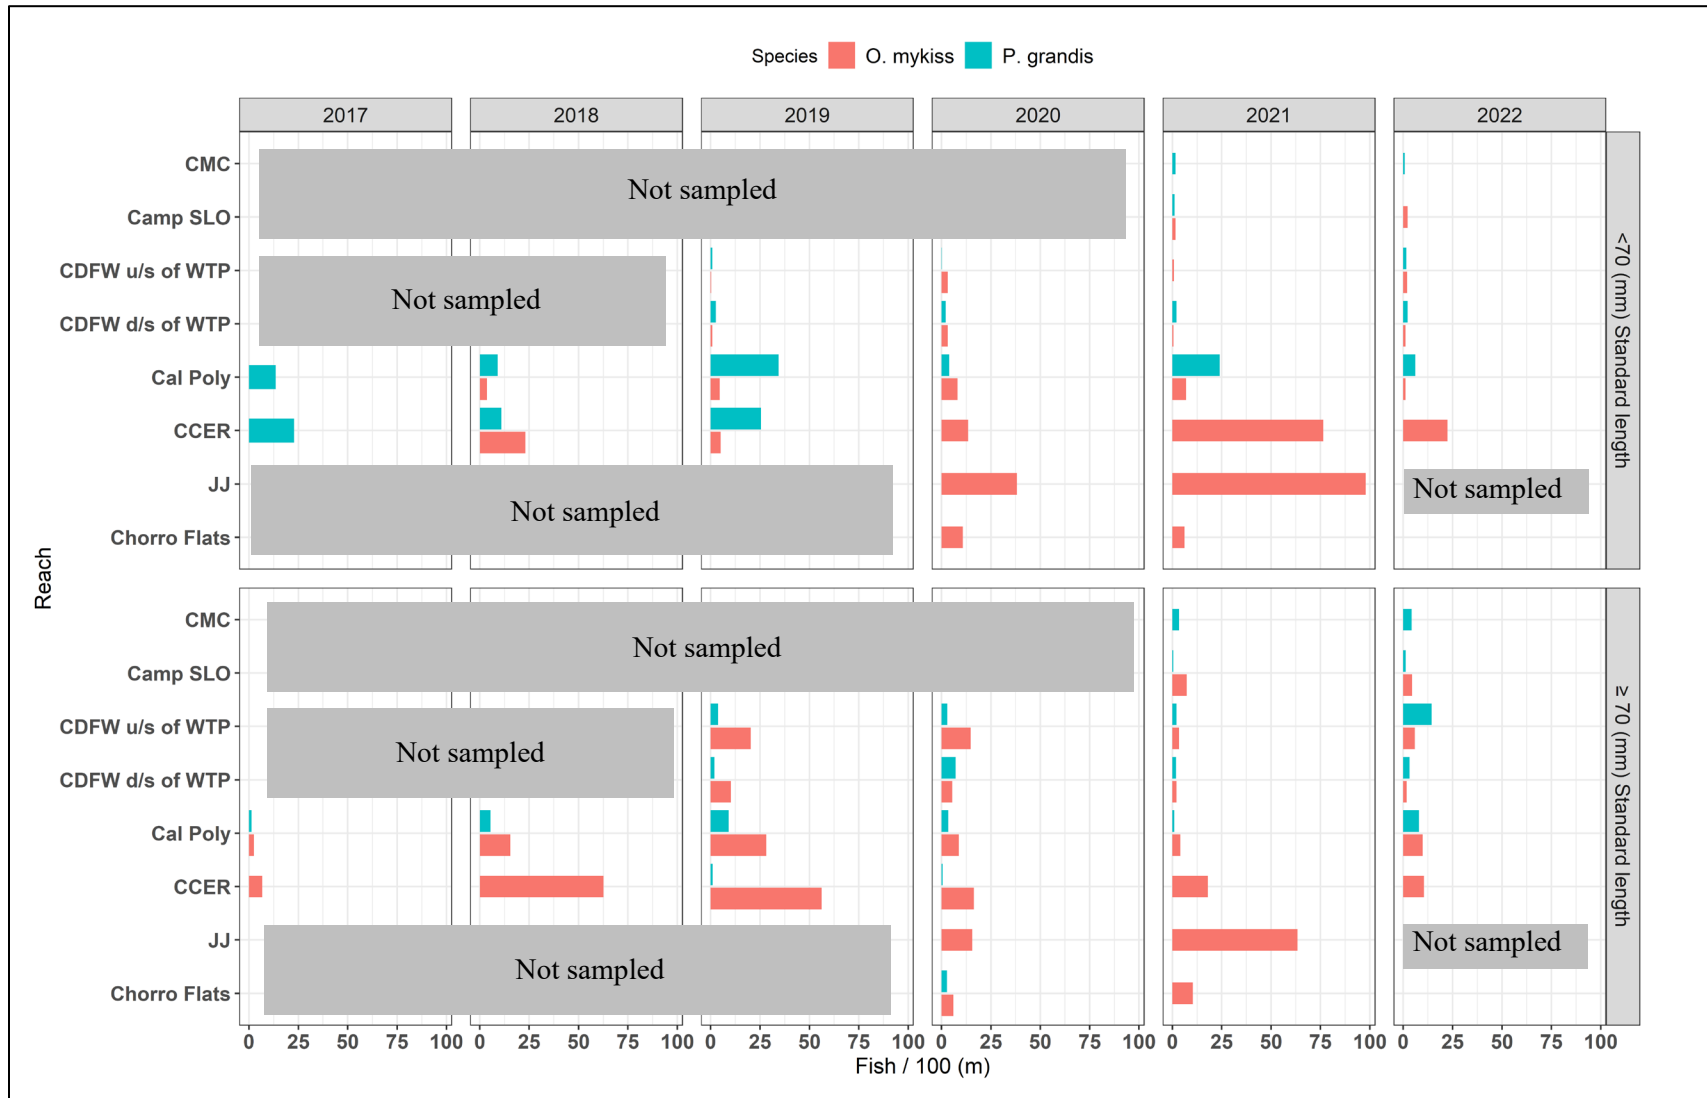 Species O. mykiss P. grandis
2017 2018 2019 2020 2021 2022
CMC
Not sampled
Camp SLO
CDFW u/s of WTP
Not sampled
CDFW d/s of WTP
Cal Poly
CCER
JJ
Not sampled
Not sampled
Chorro Flats
<70 (mm) Standard length
Reach
CMC
Not sampled
Camp SLO
CDFW u/s of WTP
Not sampled
CDFW d/s of WTP
Cal Poly
CCER
JJ
Not sampled
Not sampled
Chorro Flats
≥ 70 (mm) Standard length
0 25 50 75 100 0 25 50 75 100 0 25 50 75 100 0 25 50 75 100 0 25 50 75 100 0 25 50 75 100
Fish / 100 (m)